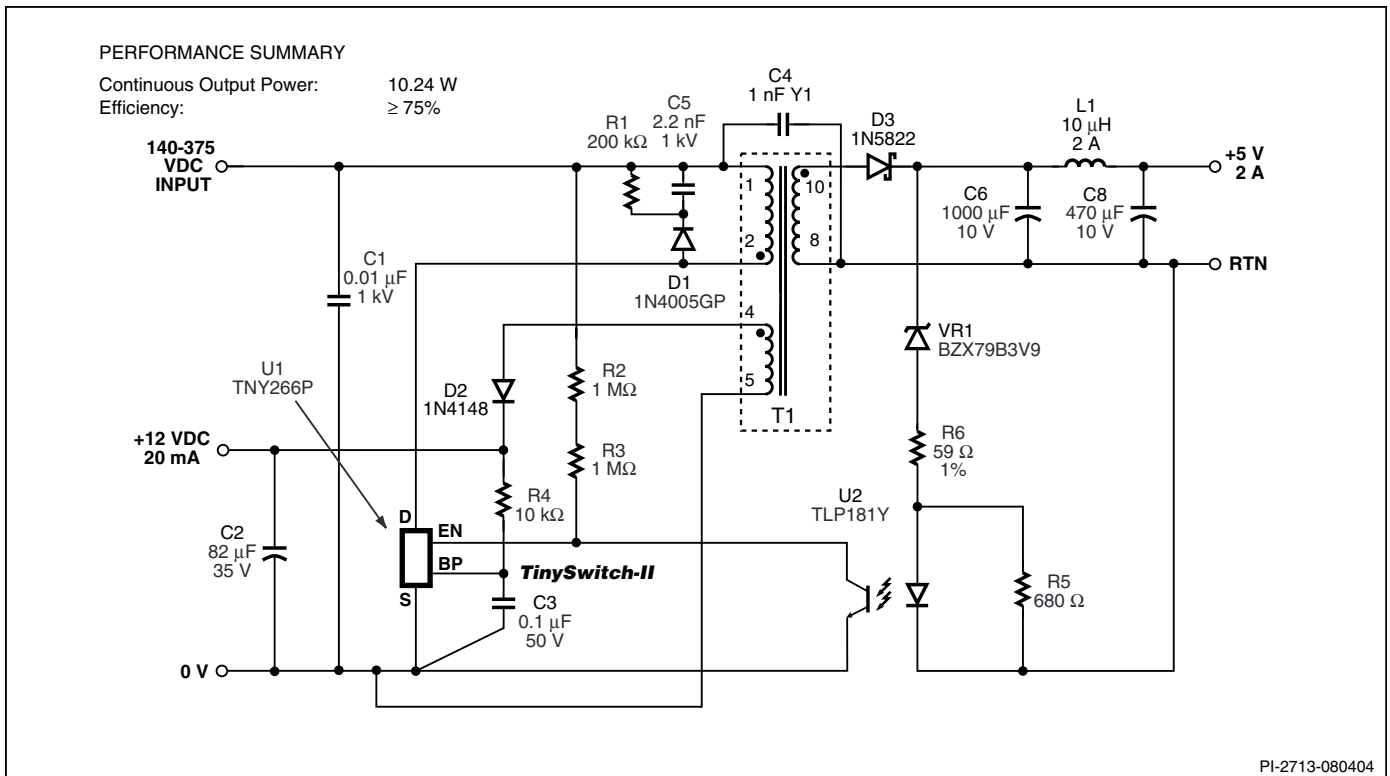 PERFORMANCE SUMMARY
Continuous Output Power: 10.24 W
Efficiency: ≥ 75%
140-375
VDC
INPUT
C1
0.01 μF
1 kV
R1
200 kΩ
C5
2.2 nF
1 kV
C4
1 nF Y1
D3
1N5822
L1
10 μH
2 A
+5 V
2 A
1
2
10
8
C6
1000 μF
10 V
C8
470 μF
10 V
RTN
D1
1N4005GP
4
5
T1
VR1
BZX79B3V9
U1
TNY266P
D2
1N4148
R2
1 MΩ
R3
1 MΩ
+12 VDC
20 mA
R6
59 Ω
1%
R4
10 kΩ
U2
TLP181Y
C2
82 μF
35 V
D
EN
BP
S
TinySwitch-II
C3
0.1 μF
50 V
R5
680 Ω
0 V
PI-2713-080404